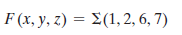 F(x, y, z) = Σ(1, 2, 6, 7)